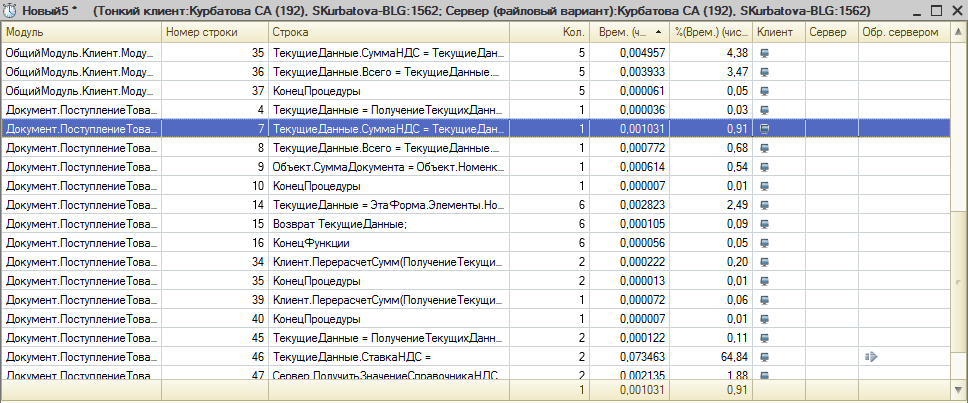 Новый5 * (Тонкий клиент:Курбатова СА (192), SKurbatova-BLG:1562; Сервер (файловый вариант):Курбатова СА (192), SKurbatova-BLG:1562)
Модуль Номер строки Строка Кол. Врем. (ч... %(Врем.) (чис... Клиент Сервер Обр. сервером
ОбщийМодуль.Клиент.Моду... 35 ТекущиеДанные.СуммаНДС = ТекущиеДан... 5 0,004957 4,38
ОбщийМодуль.Клиент.Моду... 36 ТекущиеДанные.Всего = ТекущиеДанные.... 5 0,003933 3,47
ОбщийМодуль.Клиент.Моду... 37 КонецПроцедуры 5 0,000061 0,05
Документ.ПоступлениеТова... 4 ТекущиеДанные = ПолучениеТекущихДанн... 1 0,000036 0,03
Документ.ПоступлениеТова... 7 ТекущиеДанные.СуммаНДС = ТекущиеДан... 1 0,001031 0,91
Документ.ПоступлениеТова... 8 ТекущиеДанные.Всего = ТекущиеДанные.... 1 0,000772 0,68
Документ.ПоступлениеТова... 9 Объект.СуммаДокумента = Объект.Номенк... 1 0,000614 0,54
Документ.ПоступлениеТова... 10 КонецПроцедуры 1 0,000007 0,01
Документ.ПоступлениеТова... 14 ТекущиеДанные = ЭтаФорма.Элементы.Но... 6 0,002823 2,49
Документ.ПоступлениеТова... 15 Возврат ТекущиеДанные; 6 0,000105 0,09
Документ.ПоступлениеТова... 16 КонецФункции 6 0,000056 0,05
Документ.ПоступлениеТова... 34 Клиент.ПерерасчетСумм(ПолучениеТекущи... 2 0,000222 0,20
Документ.ПоступлениеТова... 35 КонецПроцедуры 2 0,000013 0,01
Документ.ПоступлениеТова... 39 Клиент.ПерерасчетСумм(ПолучениеТекущи... 1 0,000072 0,06
Документ.ПоступлениеТова... 40 КонецПроцедуры 1 0,000007 0,01
Документ.ПоступлениеТова... 45 ТекущиеДанные = ПолучениеТекущихДанн... 2 0,000122 0,11
Документ.ПоступлениеТова... 46 ТекущиеДанные.СтавкаНДС = 2 0,073463 64,84
Документ.ПоступлениеТова... 47 Сервер.ПолучитьЗначениеСправочникаНДС 2 0,002135 1,88
1 0,001031 0,91